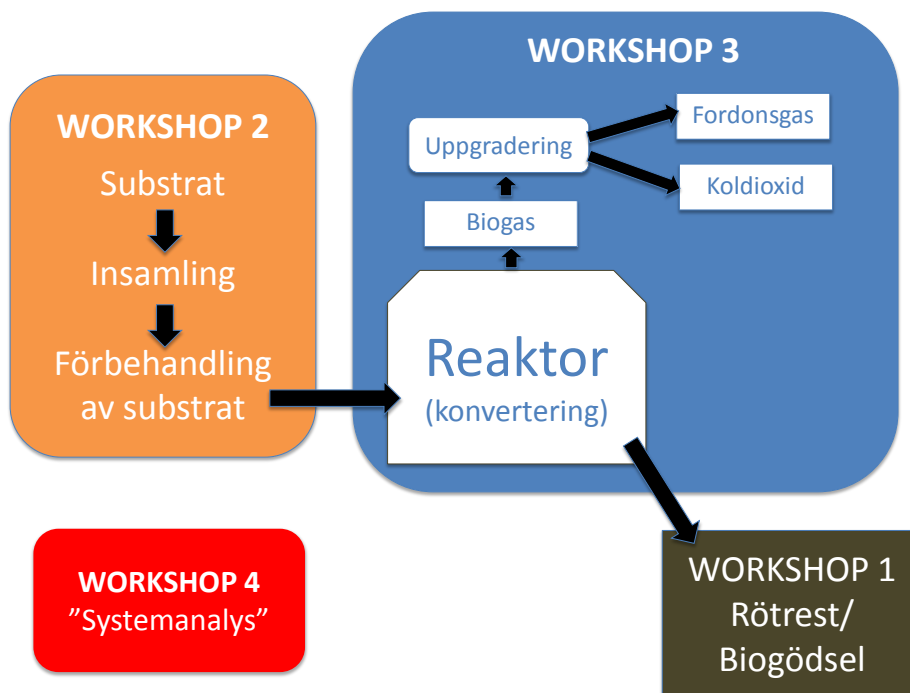 WORKSHOP 2
Substrat
Insamling
Förbehandling
av substrat
WORKSHOP 3
Uppgradering
Fordonsgas
Koldioxid
Biogas
Reaktor
(konvertering)
WORKSHOP 4
”Systemanalys”
WORKSHOP 1
Rötrest/
Biogödsel